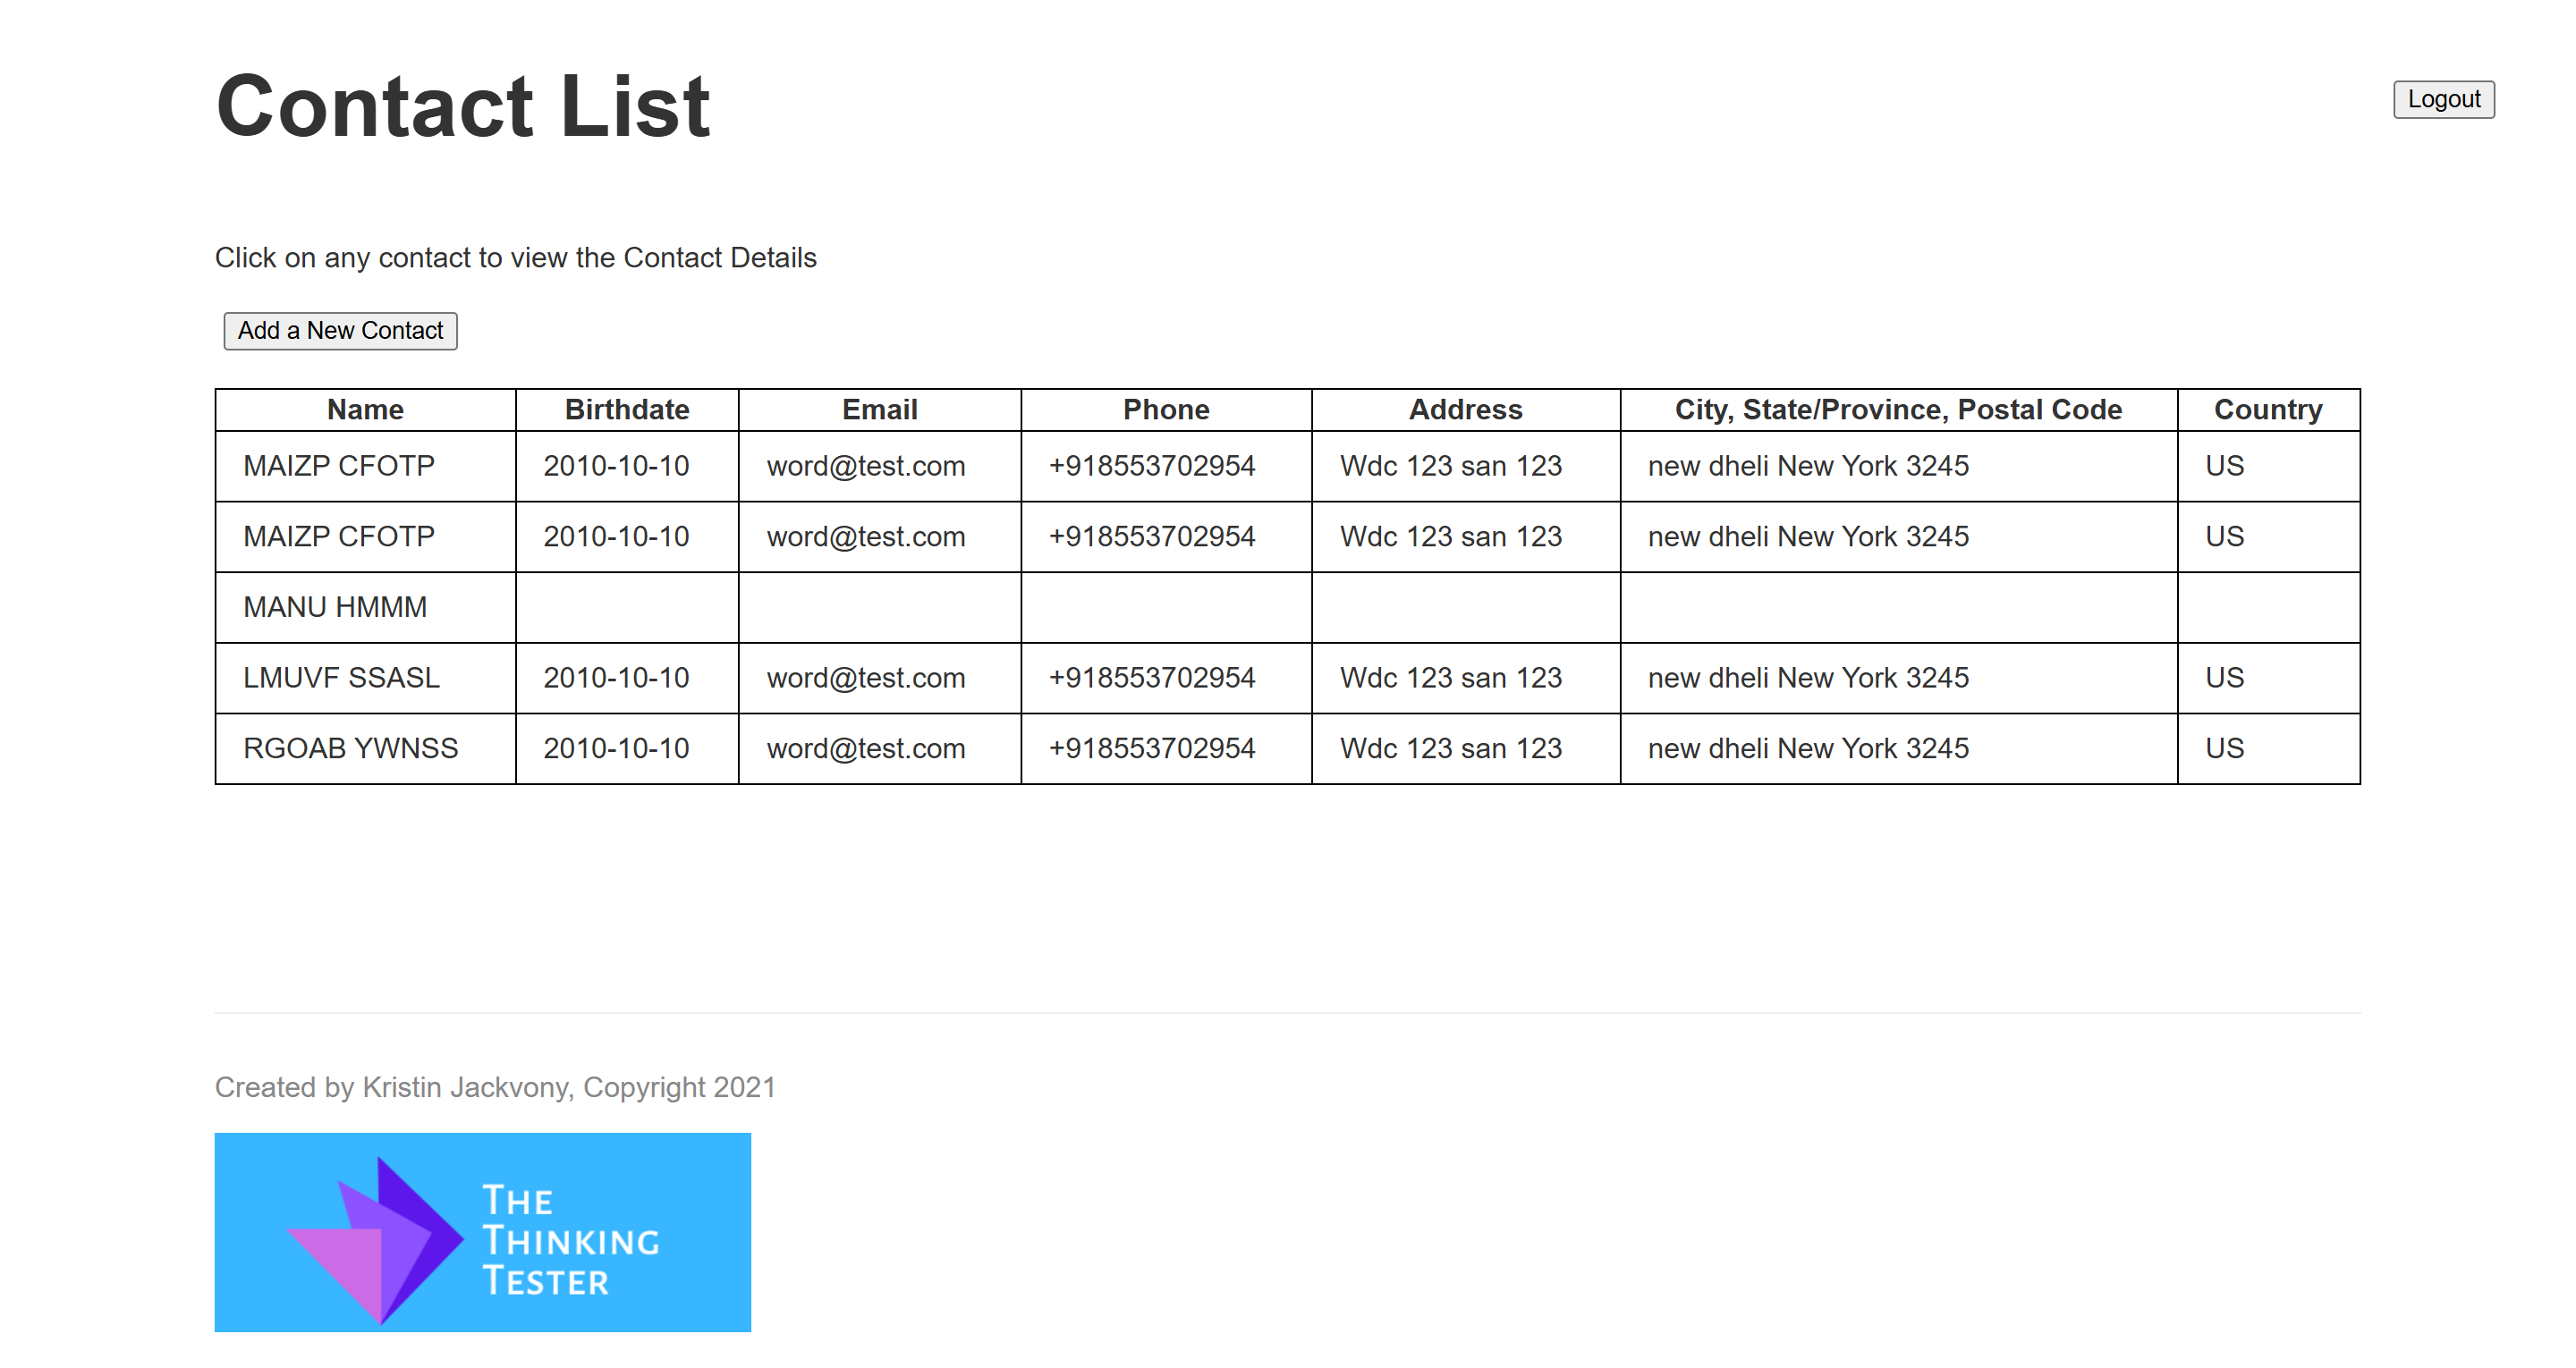 Contact List
Logout
Click on any contact to view the Contact Details
Add a New Contact
Name Birthdate Email Phone Address City, State/Province, Postal Code Country
MAIZP CFOTP 2010-10-10 word@test.com +918553702954 Wdc 123 san 123 new dheli New York 3245 US
MAIZP CFOTP 2010-10-10 word@test.com +918553702954 Wdc 123 san 123 new dheli New York 3245 US
MANU HMMM
LMUVF SSASL 2010-10-10 word@test.com +918553702954 Wdc 123 san 123 new dheli New York 3245 US
RGOAB YWNSS 2010-10-10 word@test.com +918553702954 Wdc 123 san 123 new dheli New York 3245 US
Created by Kristin Jackvony, Copyright 2021
THE
THINKING
TESTER